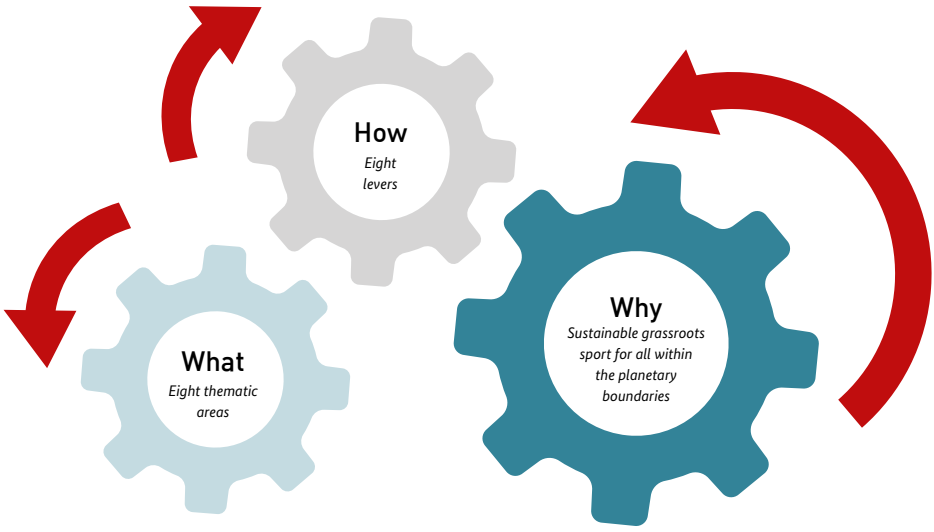 How
Eight
levers
What
Eight thematic
areas
Why
Sustainable grassroots
sport for all within
the planetary
boundaries